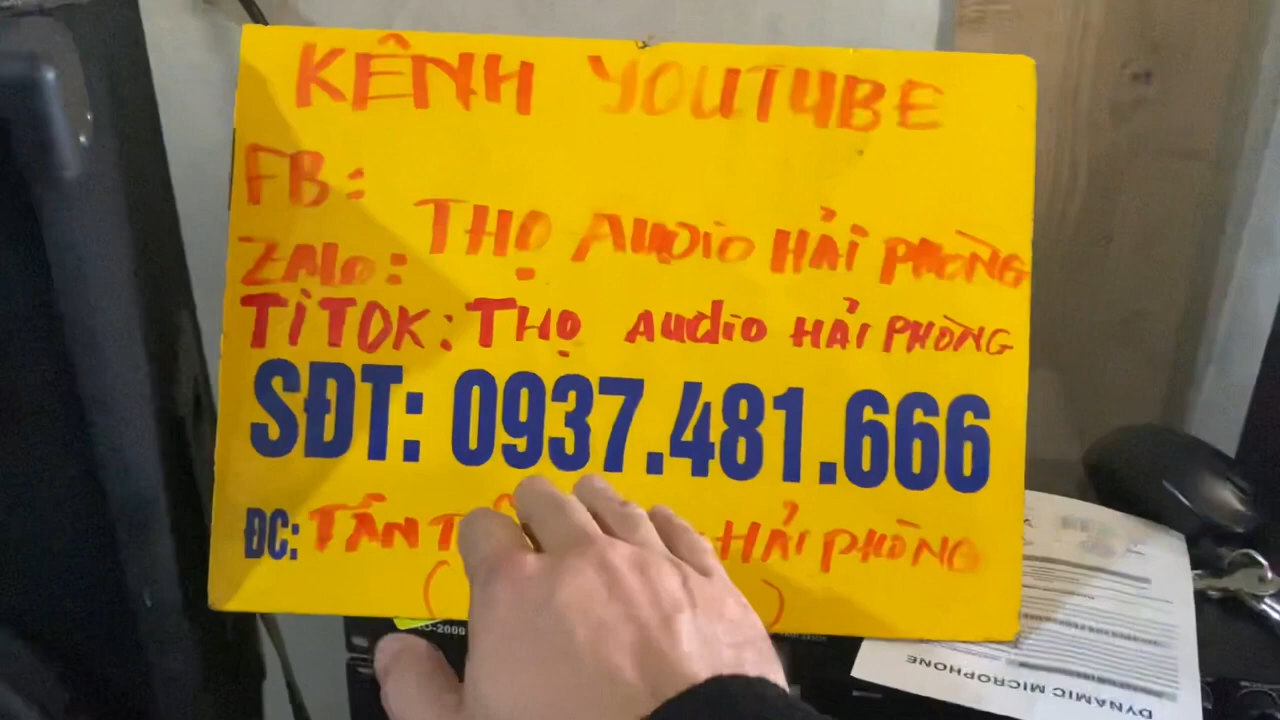 KÊNH YOUTUBE
FB:
THỌ AUDIO HẢI PHÒNG
ZALO:
TITOK: THỌ AUDIO HẢI PHÒNG
SĐT: 0937.481.666
ĐC: TÂN HẢI PHÒNG
DYNAMIC MICROPHONE